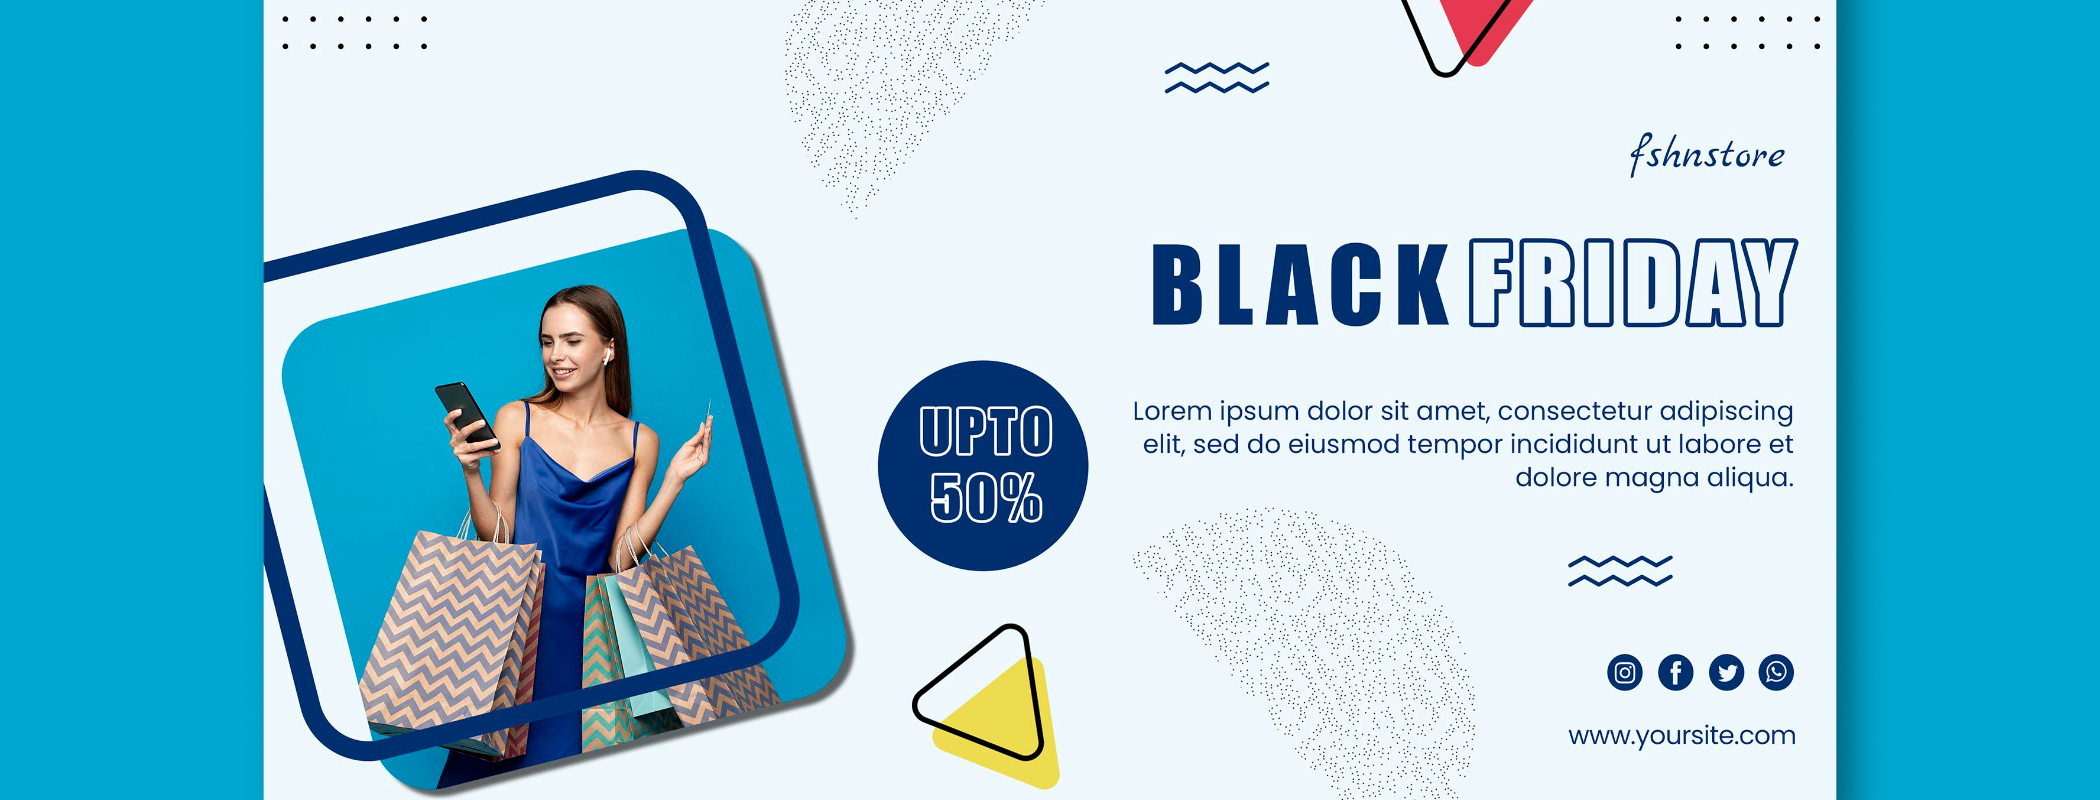 fshnstore
BLACK FRIDAY
UPTO
50%
Lorem ipsum dolor sit amet, consectetur adipiscing
elit, sed do eiusmod tempor incididunt ut labore et
dolore magna aliqua.
www.yoursite.com